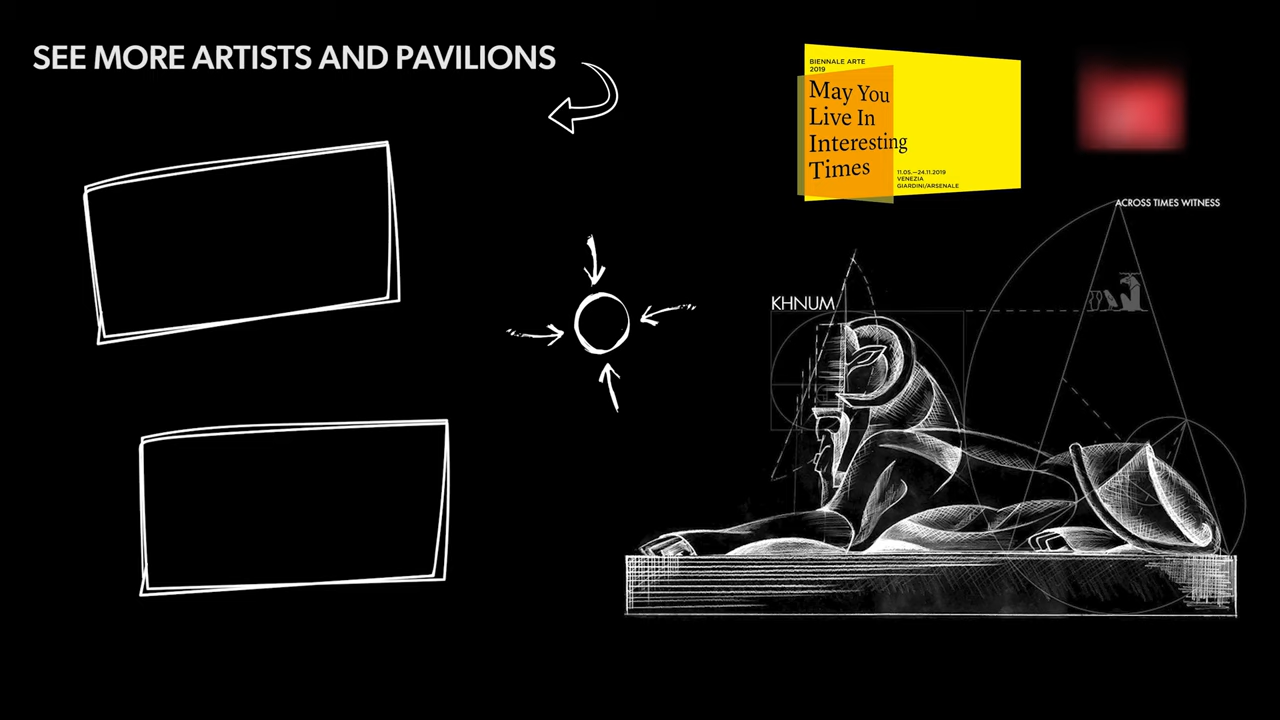 SEE MORE ARTISTS AND PAVILIONS
BIENNALE ARTE
2019
May You
Live In
Interesting
Times
11.05.—24.11.2019
VENEZIA
GIARDINI/ARSENALE
ACROSS TIMES WITNESS
KHNUM